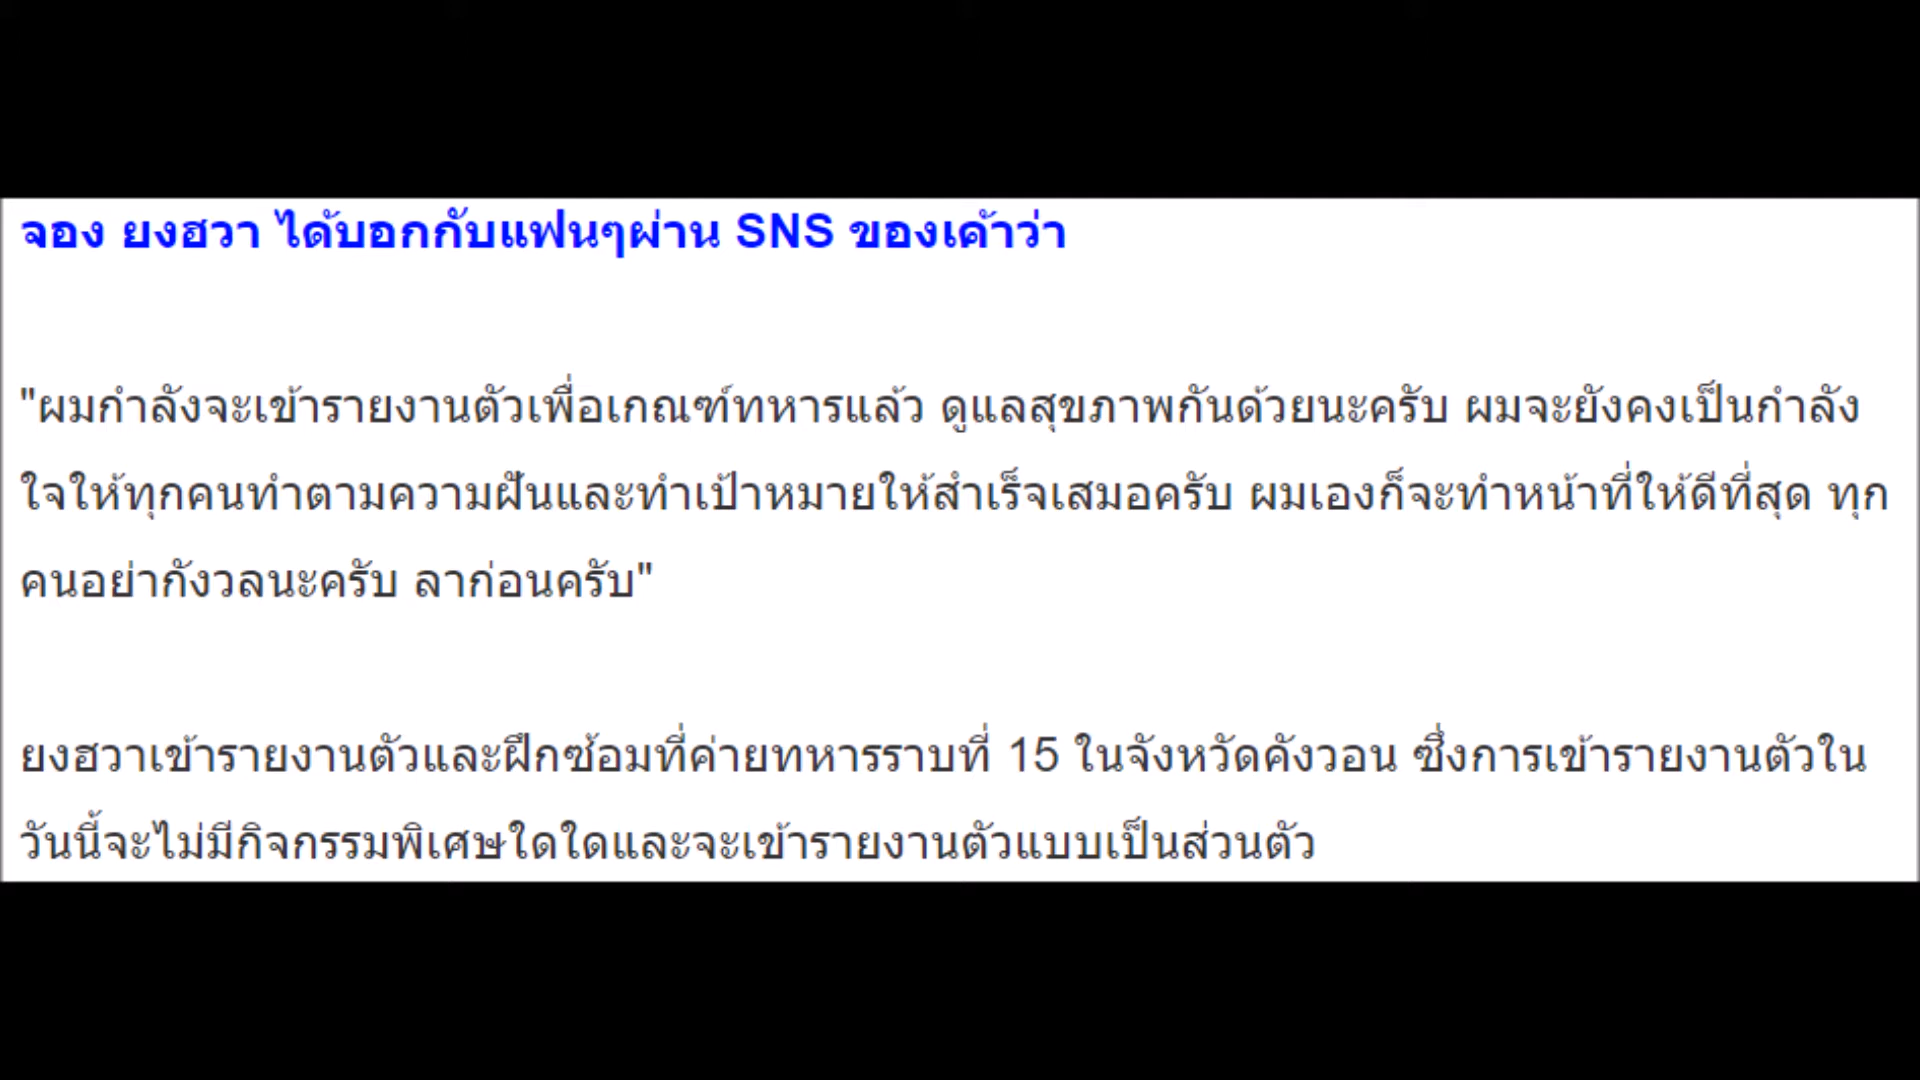 จอง ยงฮวา ได้บอกกับแฟนๆผ่าน SNS ของเค้าว่า
"ผมกำลังจะเข้ารายงานตัวเพื่อเกณฑ์ทหารแล้ว ดูแลสุขภาพกันด้วยนะครับ ผมจะยังคงเป็นกำลัง
ใจให้ทุกคนทำตามความฝันและทำเป้าหมายให้สำเร็จเสมอครับ ผมเองก็จะทำหน้าที่ให้ดีที่สุด ทุก
คนอย่ากังวลนะครับ ลาก่อนครับ"
ยงฮวาเข้ารายงานตัวและฝึกซ้อมที่ค่ายทหารราบที่ 15 ในจังหวัดคังวอน ซึ่งการเข้ารายงานตัวใน
วันนี้จะไม่มีกิจกรรมพิเศษใดใดและจะเข้ารายงานตัวแบบเป็นส่วนตัว